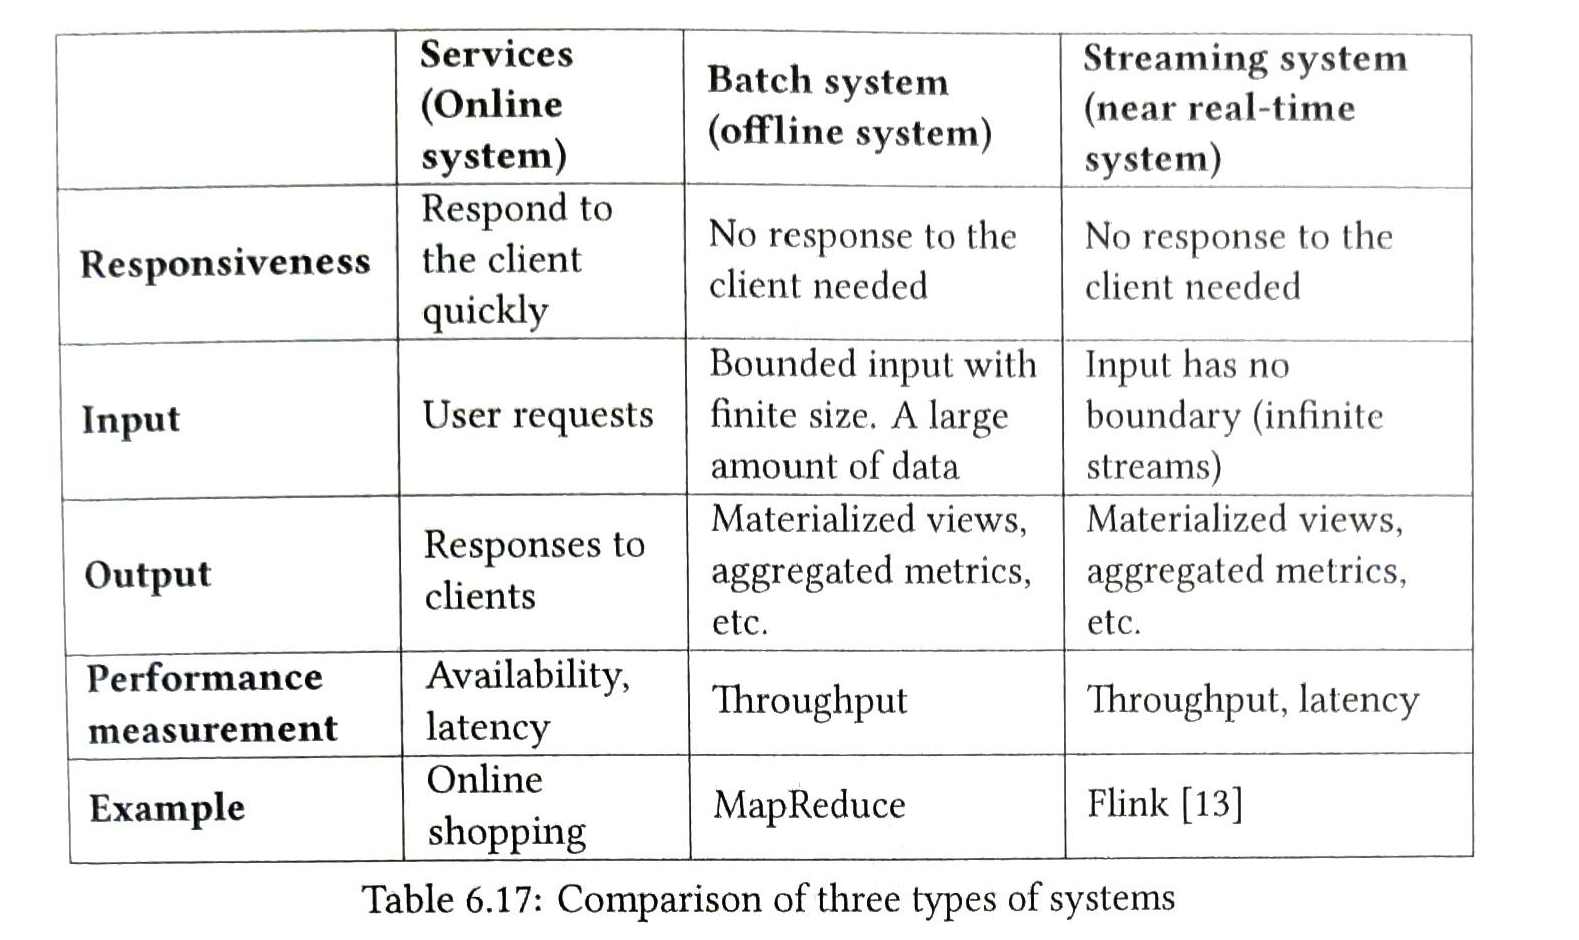 Services
(Online
system)
Batch system
(offline system)
Streaming system
(near real-time
system)
Responsiveness
Respond to
the client
quickly
No response to the
client needed
No response to the
client needed
Input
User requests
Bounded input with
finite size. A large
amount of data
Input has no
boundary (infinite
streams)
Output
Responses to
clients
Materialized views,
aggregated metrics,
etc.
Materialized views,
aggregated metrics,
etc.
Performance
measurement
Availability,
latency
Throughput
Throughput, latency
Example
Online
shopping
MapReduce
Flink [13]
Table 6.17: Comparison of three types of systems